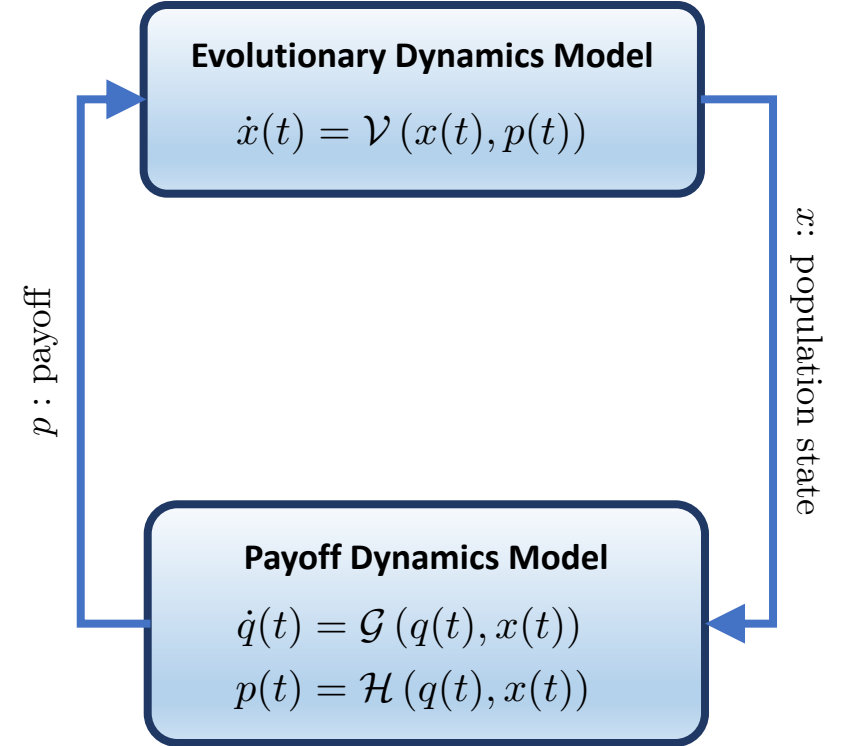 Evolutionary Dynamics Model
ẋ(t) = 𝒱 (x(t), p(t))
p : payoff
x: population state
Payoff Dynamics Model
q̇(t) = 𝒢 (q(t), x(t))
p(t) = ℋ (q(t), x(t))